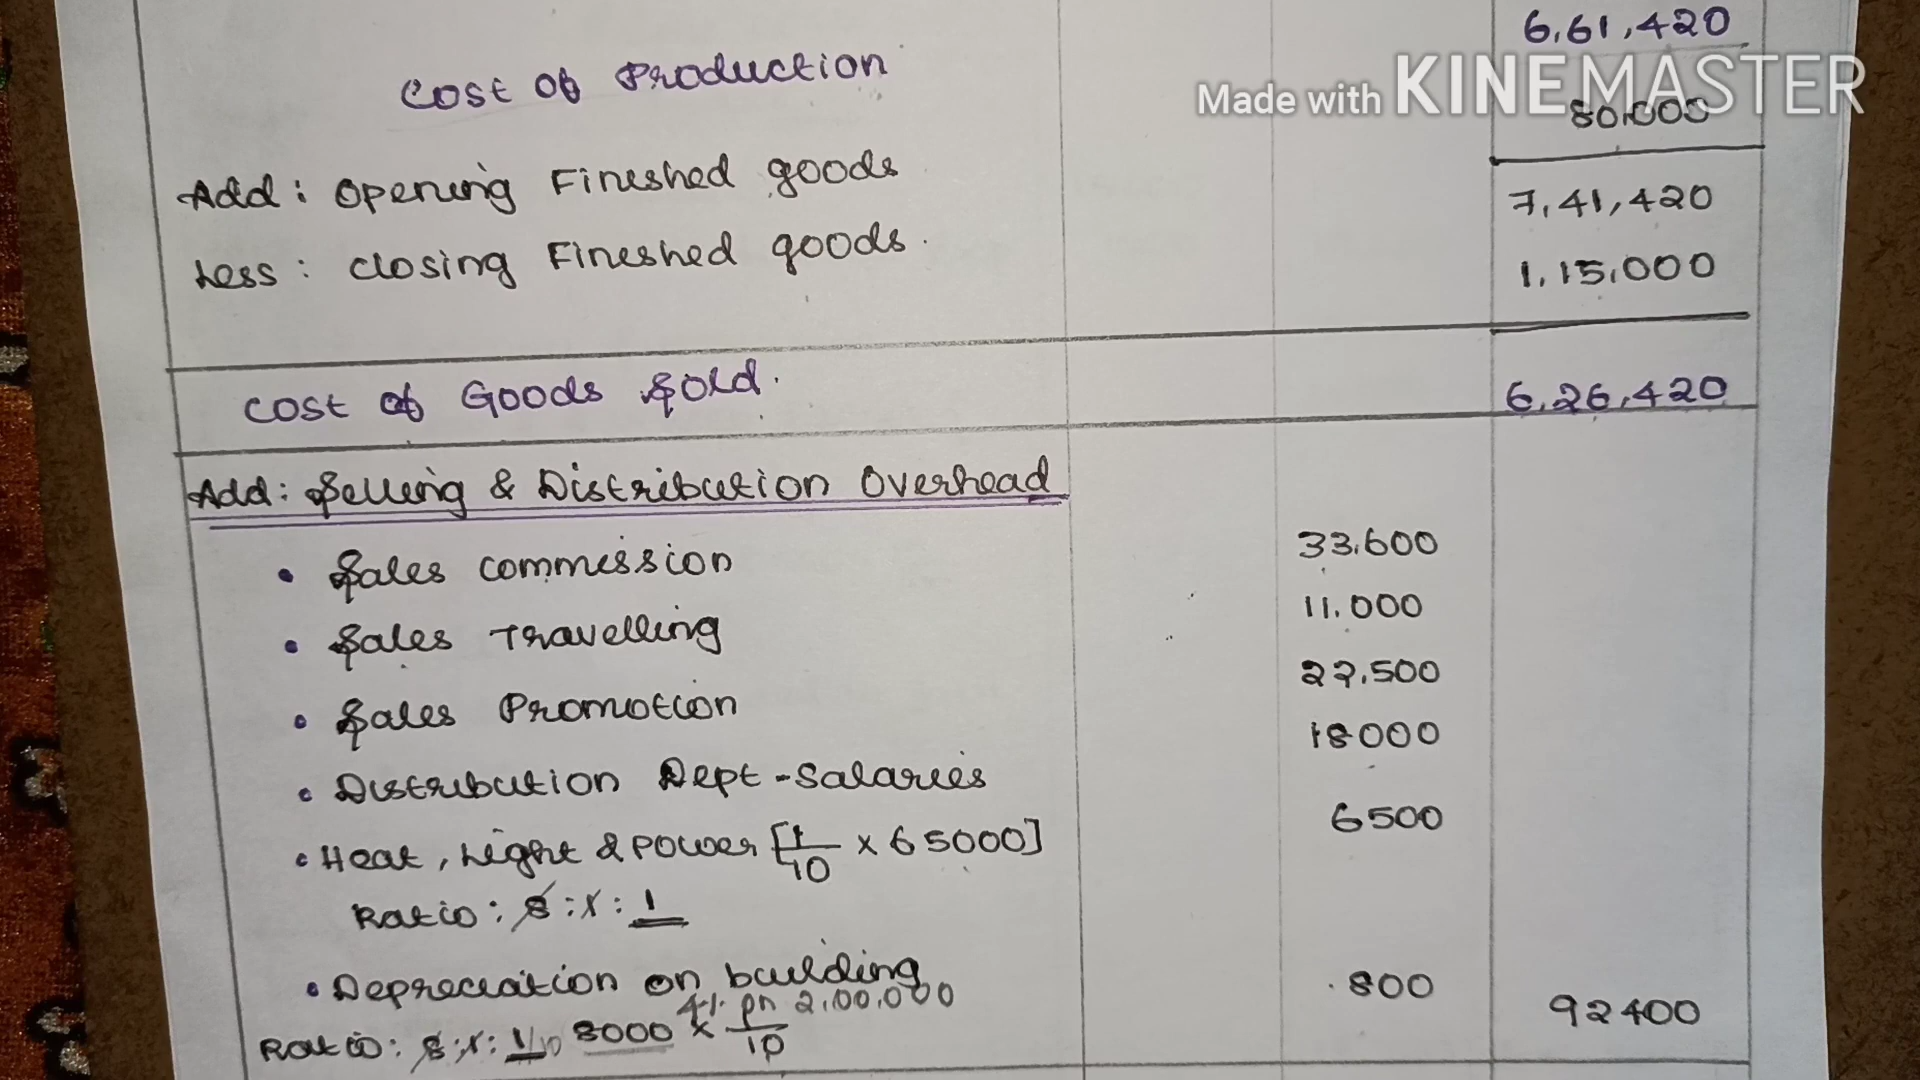 6,61,420
Cost of Production
Made with KINEMASTER
80,000
Add: Opening Fineshed goods
7,41,420
Less: Closing Fineshed goods.
1,15,000
Cost of Goods Sold.
6,26,420
Add: Selling & Distribution Overhead
Sales commission 33,600
Sales Travelling 11,000
Sales Promotion 22,500
Distribution Dept - Salaries 18000
Heat, Light & Power [1/10 x 65000] 6500
Ratio: 8:1:1
Depreciation on building 800
4% on 2,00,000
Ratio: 8:1:1/10 8000 x /10
92400